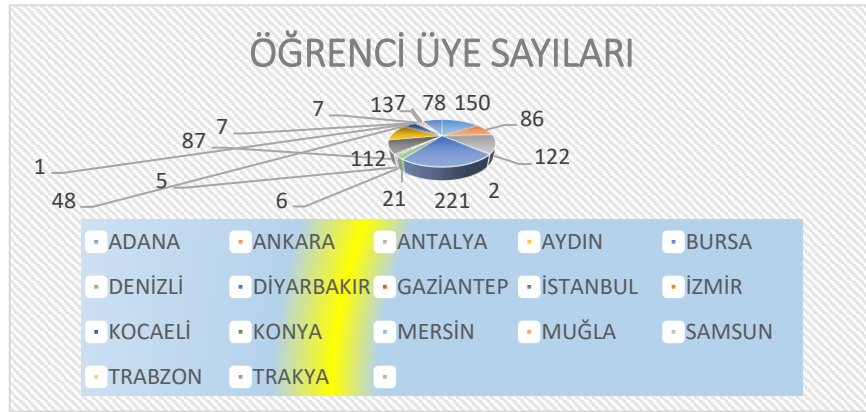 ÖĞRENCİ ÜYE SAYILARI
7 137 78 150
7 86
87
1 112 122
5
48 6 21 221 2
ADANA ANKARA ANTALYA AYDIN BURSA
DENİZLİ DİYARBAKIR GAZİANTEP İSTANBUL İZMİR
KOCAELİ KONYA MERSİN MUĞLA SAMSUN
TRABZON TRAKYA